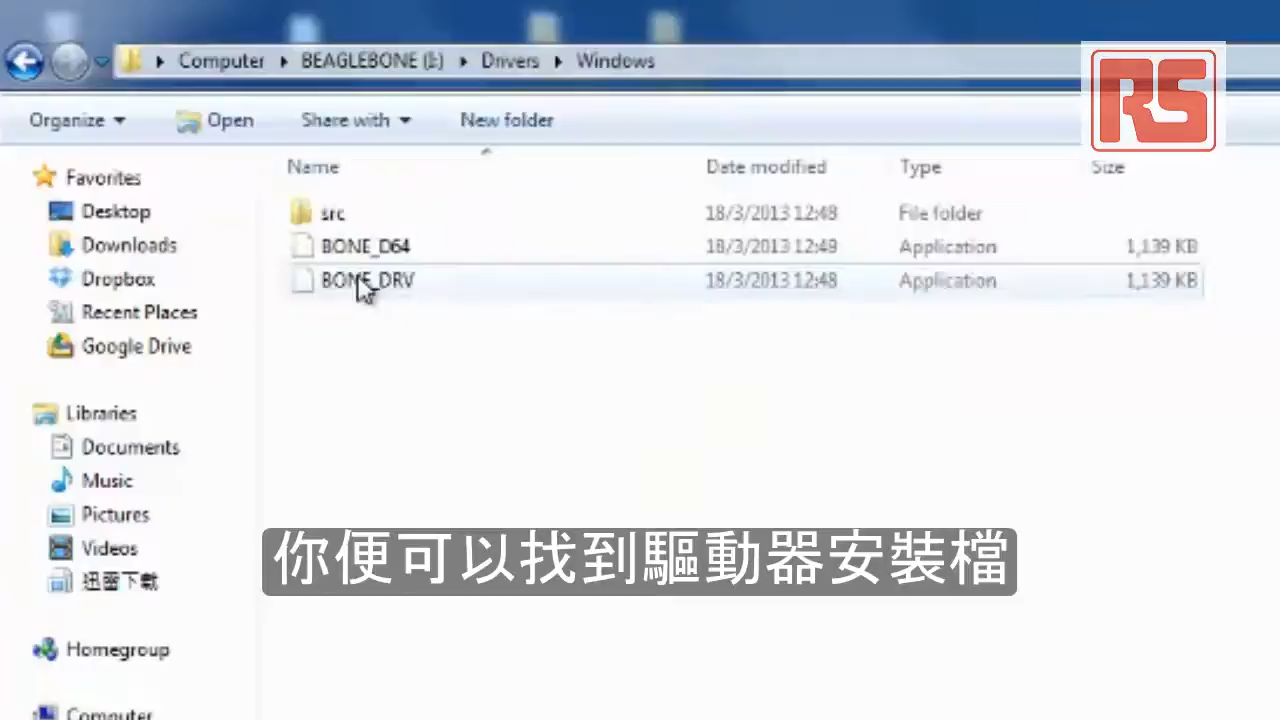 Computer ▸ BEAGLEBONE (I:) ▸ Drivers ▸ Windows
RS
Organize Open Share with New folder
Name Date modified Type Size
Favorites
Desktop
Downloads
Dropbox
Recent Places
Google Drive
Libraries
Documents
Music
Pictures
Videos
迅雷下載
Homegroup
Computer
src 18/3/2013 12:48 File folder
BONE_D64 18/3/2013 12:48 Application 1,139 KB
BONE_DRV 18/3/2013 12:48 Application 1,139 KB
你便可以找到驅動器安裝檔